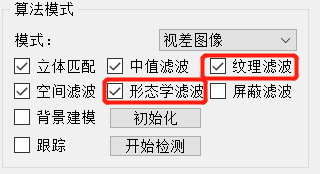 算法模式
模式： 视差图像
立体匹配 中值滤波 纹理滤波
空间滤波 形态学滤波 屏蔽滤波
背景建模 初始化
跟踪 开始检测